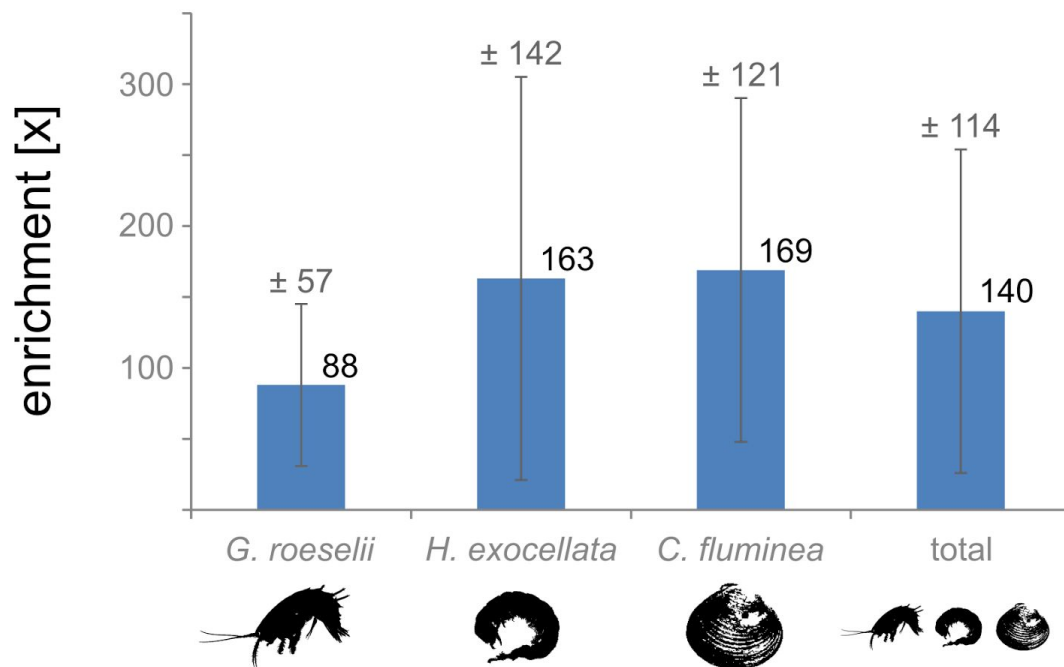 enrichment [x]
300
200
100
± 57
88
± 142
163
± 121
169
± 114
140
G. roeselii
H. exocellata
C. fluminea
total